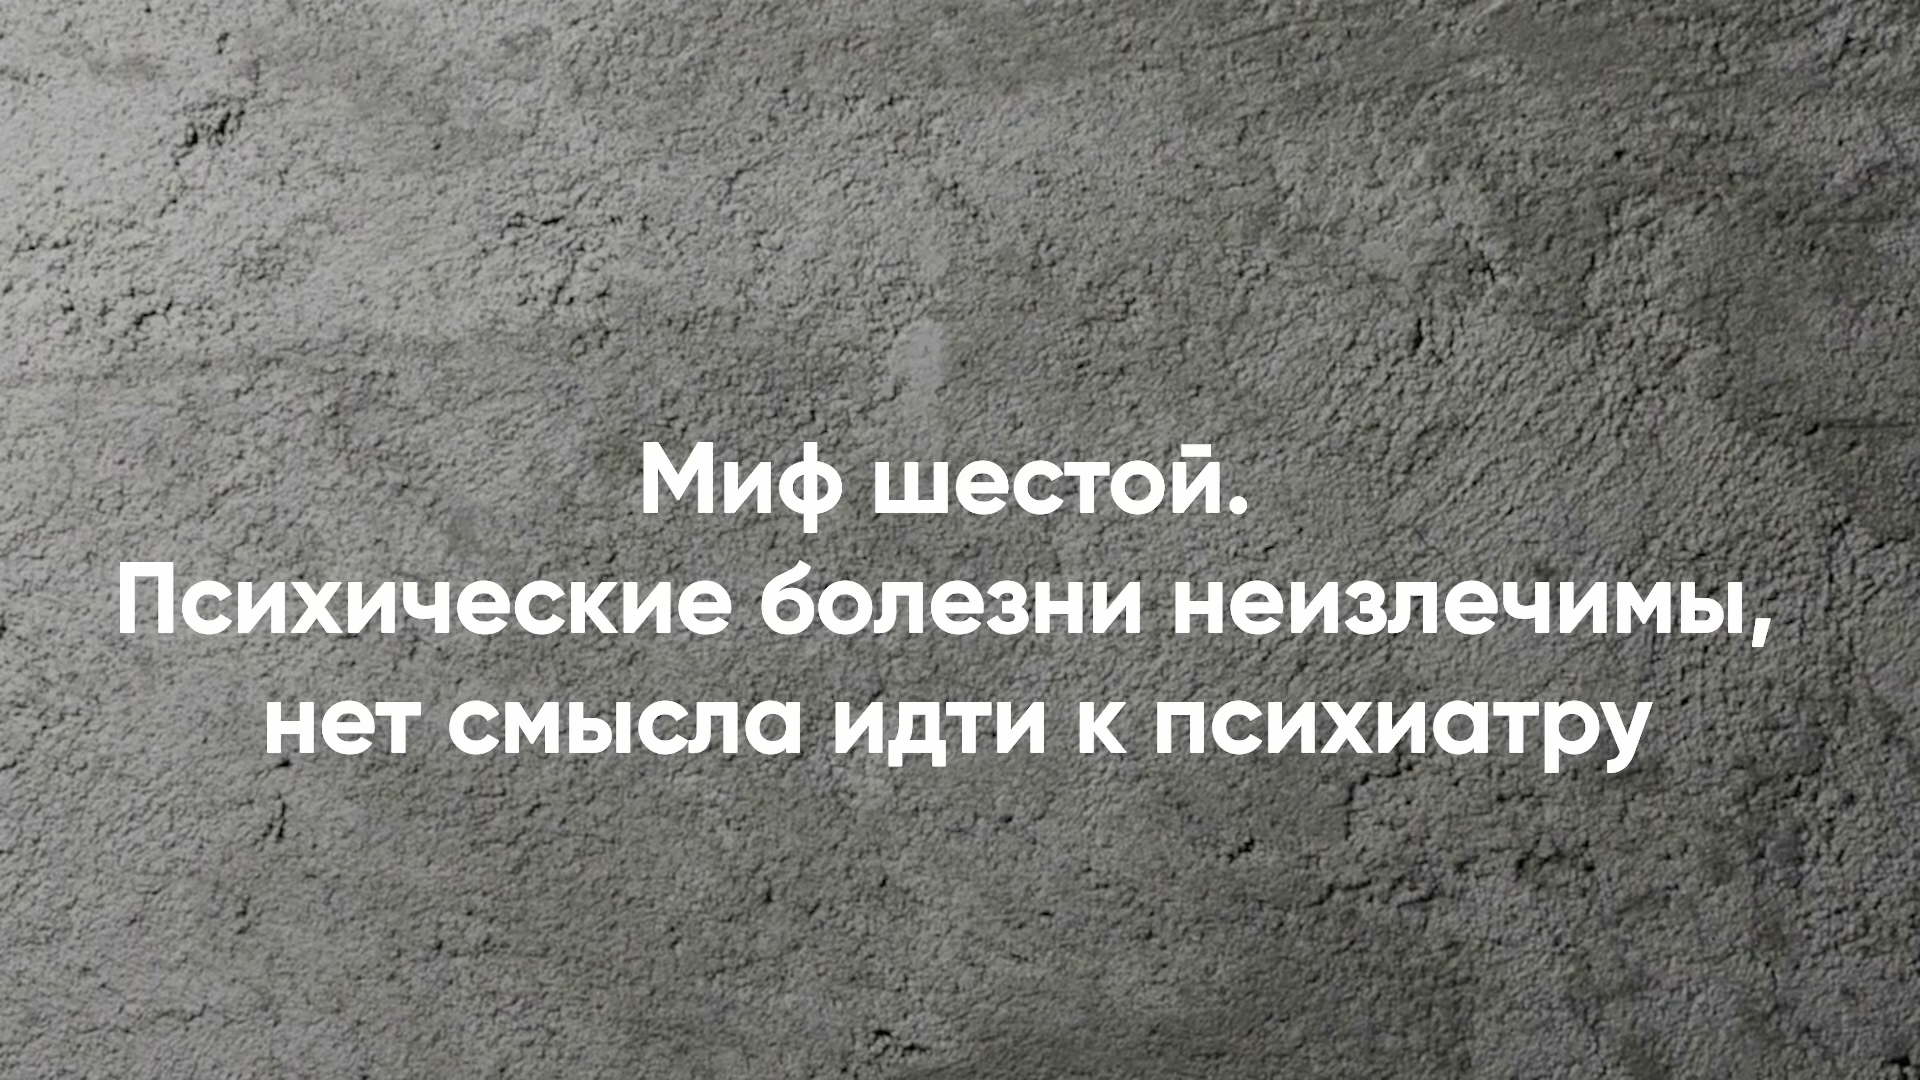 Миф шестой.
Психические болезни неизлечимы,
нет смысла идти к психиатру